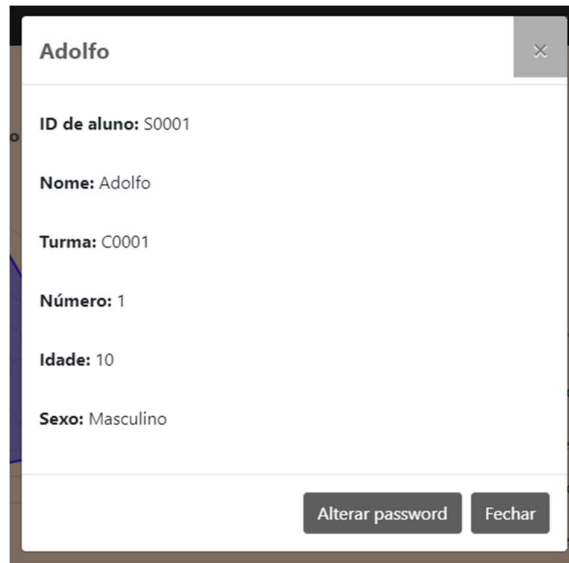 Adolfo
×
ID de aluno: S0001
Nome: Adolfo
Turma: C0001
Número: 1
Idade: 10
Sexo: Masculino
Alterar password Fechar